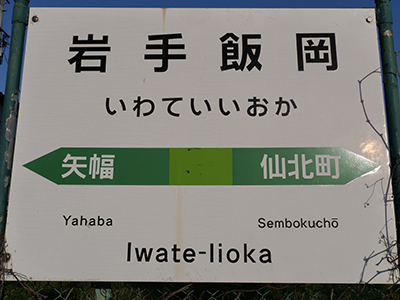 岩手飯岡
いわていいおか
矢幅 仙北町
Yahaba Sembokuchō
Iwate-Iioka